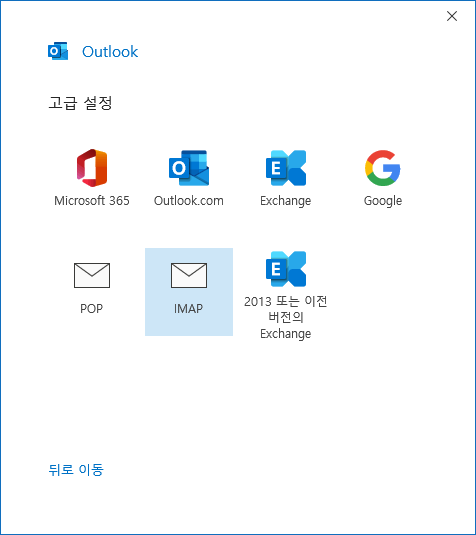 Outlook
고급 설정
Microsoft 365
Outlook.com
Exchange
Google
POP
IMAP
2013 또는 이전
버전의
Exchange
뒤로 이동